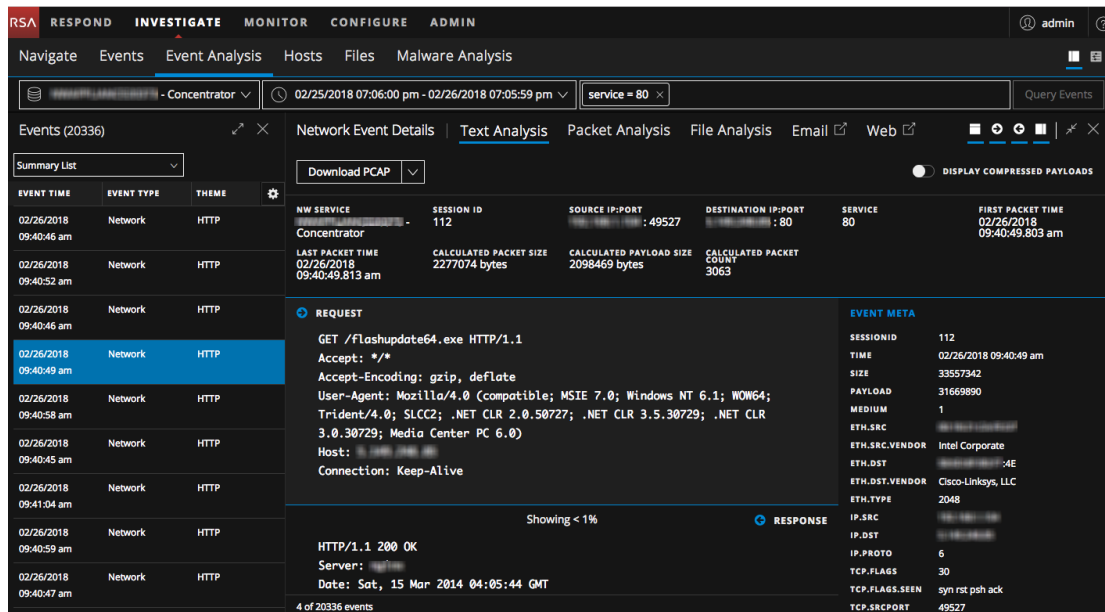 RSA RESPOND INVESTIGATE MONITOR CONFIGURE ADMIN admin
Navigate Events Event Analysis Hosts Files Malware Analysis
- Concentrator 02/25/2018 07:06:00 pm - 02/26/2018 07:05:59 pm service = 80 × Query Events
Events (20336)
Summary List
EVENT TIME EVENT TYPE THEME
02/26/2018 Network HTTP
09:40:46 am
02/26/2018 Network HTTP
09:40:52 am
02/26/2018 Network HTTP
09:40:46 am
02/26/2018 Network HTTP
09:40:49 am
02/26/2018 Network HTTP
09:40:58 am
02/26/2018 Network HTTP
09:40:45 am
02/26/2018 Network HTTP
09:41:04 am
02/26/2018 Network HTTP
09:40:59 am
02/26/2018 Network HTTP
09:40:47 am
Network Event Details | Text Analysis Packet Analysis File Analysis Email Web
Download PCAP
DISPLAY COMPRESSED PAYLOADS
NW SERVICE
-
Concentrator
SESSION ID
112
SOURCE IP:PORT
: 49527
DESTINATION IP:PORT
: 80
SERVICE
80
FIRST PACKET TIME
02/26/2018
09:40:49.803 am
LAST PACKET TIME
02/26/2018
09:40:49.813 am
CALCULATED PACKET SIZE
2277074 bytes
CALCULATED PAYLOAD SIZE
2098469 bytes
CALCULATED PACKET
COUNT
3063
REQUEST
GET /flashupdate64.exe HTTP/1.1
Accept: */*
Accept-Encoding: gzip, deflate
User-Agent: Mozilla/4.0 (compatible; MSIE 7.0; Windows NT 6.1; WOW64;
Trident/4.0; SLCC2; .NET CLR 2.0.50727; .NET CLR 3.5.30729; .NET CLR
3.0.30729; Media Center PC 6.0)
Host:
Connection: Keep-Alive
Showing < 1%
RESPONSE
HTTP/1.1 200 OK
Server:
Date: Sat, 15 Mar 2014 04:05:44 GMT
4 of 20336 events
EVENT META
SESSIONID 112
TIME 02/26/2018 09:40:49 am
SIZE 33557342
PAYLOAD 31669890
MEDIUM 1
ETH.SRC
ETH.SRC.VENDOR Intel Corporate
ETH.DST :4E
ETH.DST.VENDOR Cisco-Linksys, LLC
ETH.TYPE 2048
IP.SRC
IP.DST
IP.PROTO 6
TCP.FLAGS 30
TCP.FLAGS.SEEN syn rst psh ack
TCP.SRCPORT 49527